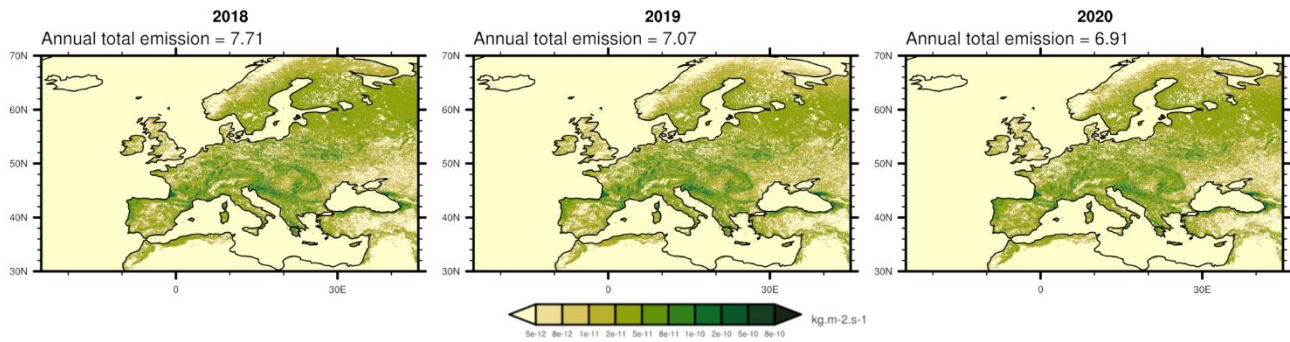 2018
Annual total emission = 7.71
70N
60N
50N
40N
30N
0
30E
2019
Annual total emission = 7.07
70N
60N
50N
40N
30N
0
30E
2020
Annual total emission = 6.91
70N
60N
50N
40N
30N
0
30E
5e-12 8e-12 1e-11 2e-11 5e-11 8e-11 1e-10 2e-10 5e-10 8e-10
kg.m-2.s-1